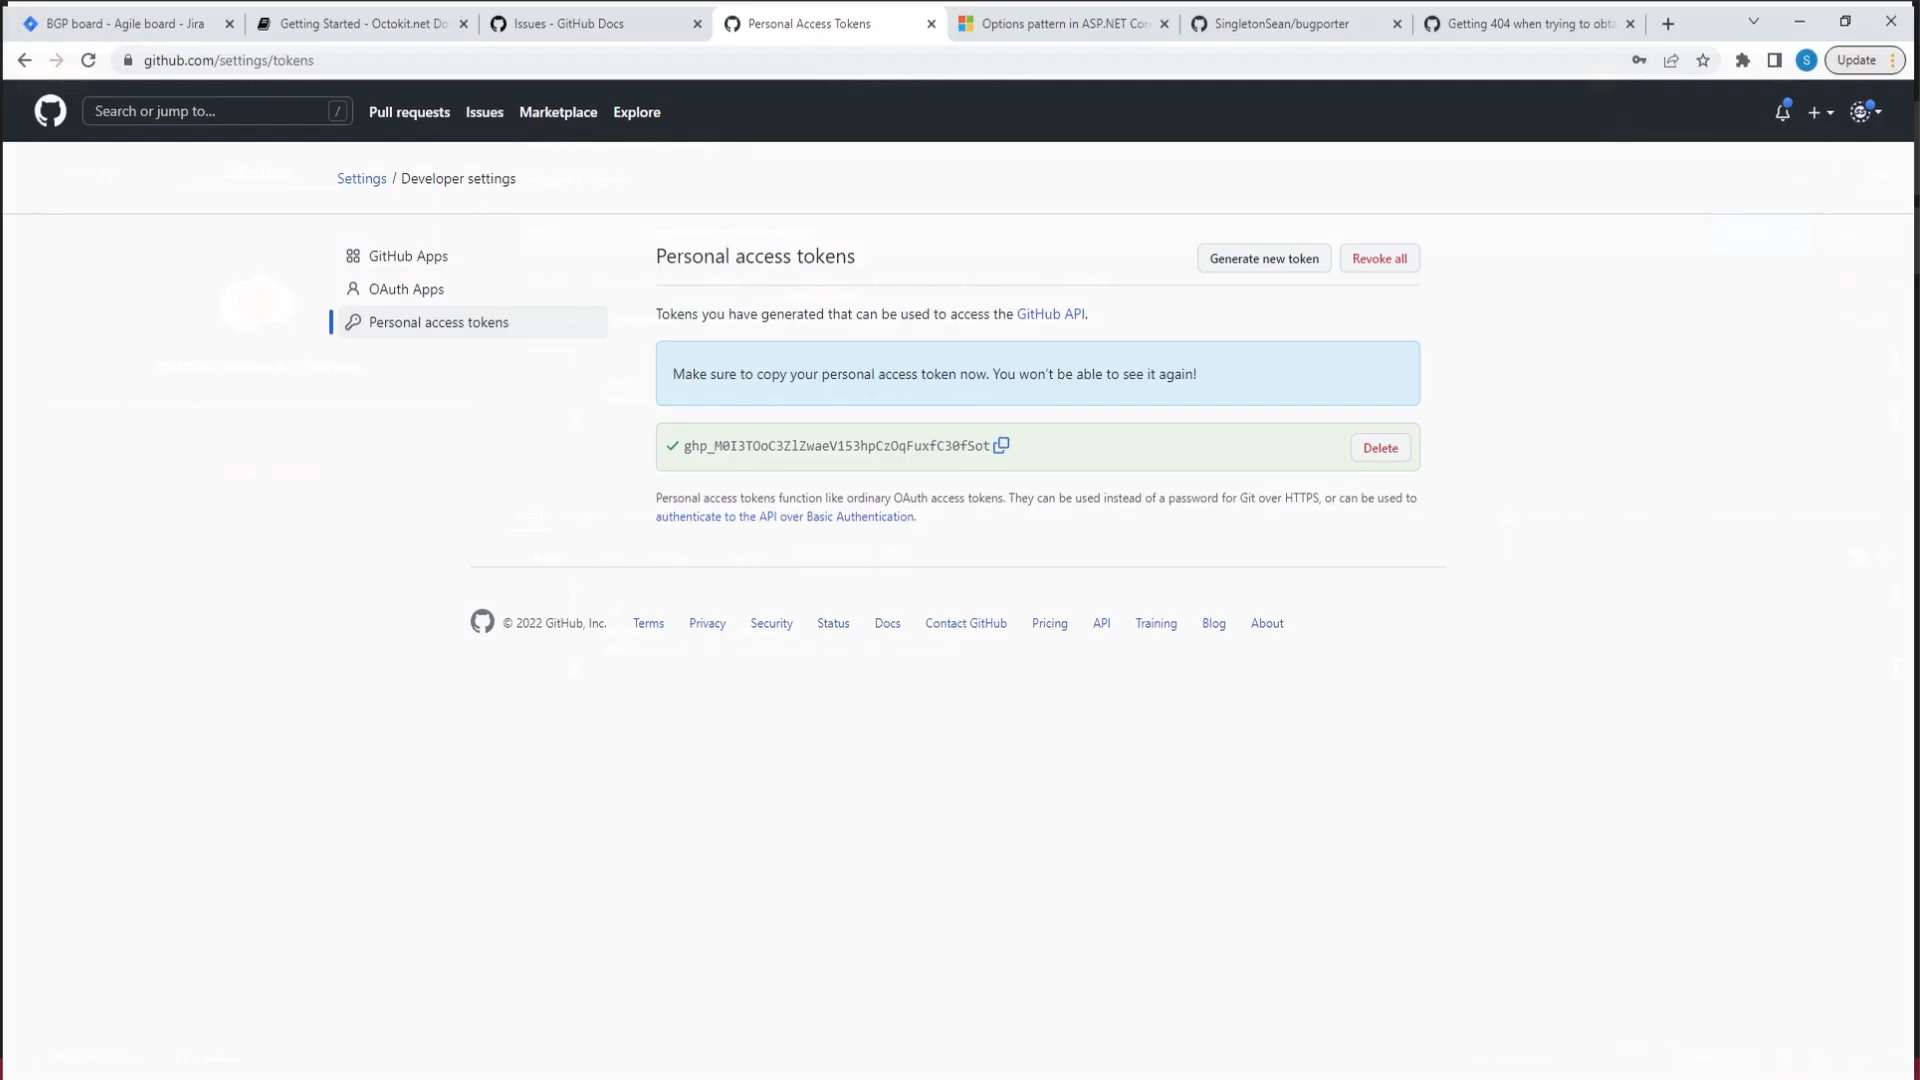 BGP board - Agile board - Jira
Getting Started - Octokit.net Do
Issues - GitHub Docs
Personal Access Tokens
Options pattern in ASP.NET Cor
SingletonSean/bugporter
Getting 404 when trying to obta
github.com/settings/tokens
S
Update
Search or jump to...
/
Pull requests
Issues
Marketplace
Explore
Settings / Developer settings
GitHub Apps
OAuth Apps
Personal access tokens
Personal access tokens
Generate new token
Revoke all
Tokens you have generated that can be used to access the GitHub API.
Make sure to copy your personal access token now. You won't be able to see it again!
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
Delete
Personal access tokens function like ordinary OAuth access tokens. They can be used instead of a password for Git over HTTPS, or can be used to
authenticate to the API over Basic Authentication.
© 2022 GitHub, Inc.
Terms
Privacy
Security
Status
Docs
Contact GitHub
Pricing
API
Training
Blog
About